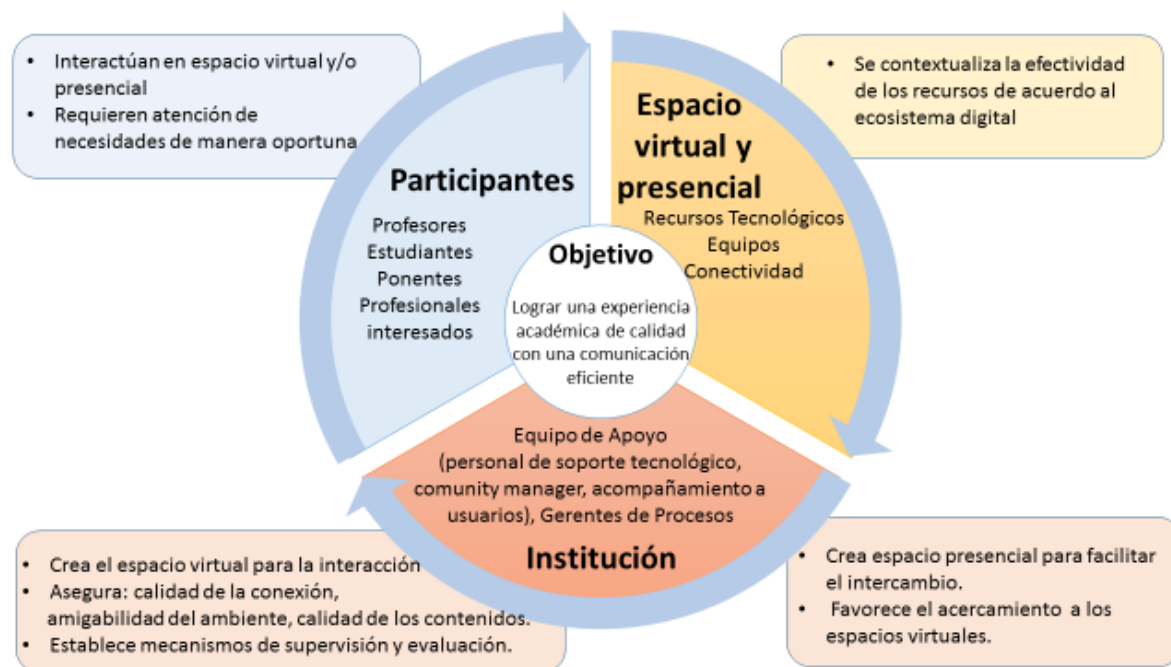 • Interactúan en espacio virtual y/o
presencial
• Requieren atención de
necesidades de manera oportuna
• Se contextualiza la efectividad
de los recursos de acuerdo al
ecosistema digital
Participantes
Profesores
Estudiantes
Ponentes
Profesionales
interesados
Espacio
virtual y
presencial
Recursos Tecnológicos
Equipos
Conectividad
Objetivo
Lograr una experiencia
académica de calidad
con una comunicación
eficiente
Equipo de Apoyo
(personal de soporte tecnológico,
comunity manager, acompañamiento a
usuarios), Gerentes de Procesos
Institución
• Crea el espacio virtual para la interacción
• Asegura: calidad de la conexión,
amigabilidad del ambiente, calidad de los contenidos.
• Establece mecanismos de supervisión y evaluación.
• Crea espacio presencial para facilitar
el intercambio.
• Favorece el acercamiento a los
espacios virtuales.